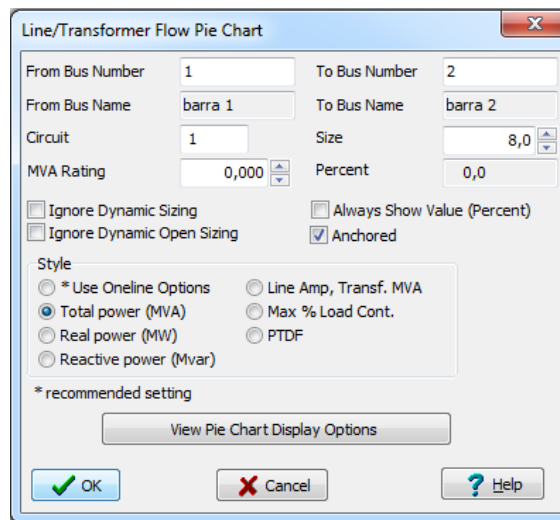 Line/Transformer Flow Pie Chart
From Bus Number 1 To Bus Number 2
From Bus Name barra 1 To Bus Name barra 2
Circuit 1 Size 8,0
MVA Rating 0,000 Percent 0,0
Ignore Dynamic Sizing Always Show Value (Percent)
Ignore Dynamic Open Sizing Anchored
Style
* Use Oneline Options Line Amp, Transf. MVA
Total power (MVA) Max % Load Cont.
Real power (MW) PTDF
Reactive power (Mvar)
* recommended setting
View Pie Chart Display Options
OK Cancel Help